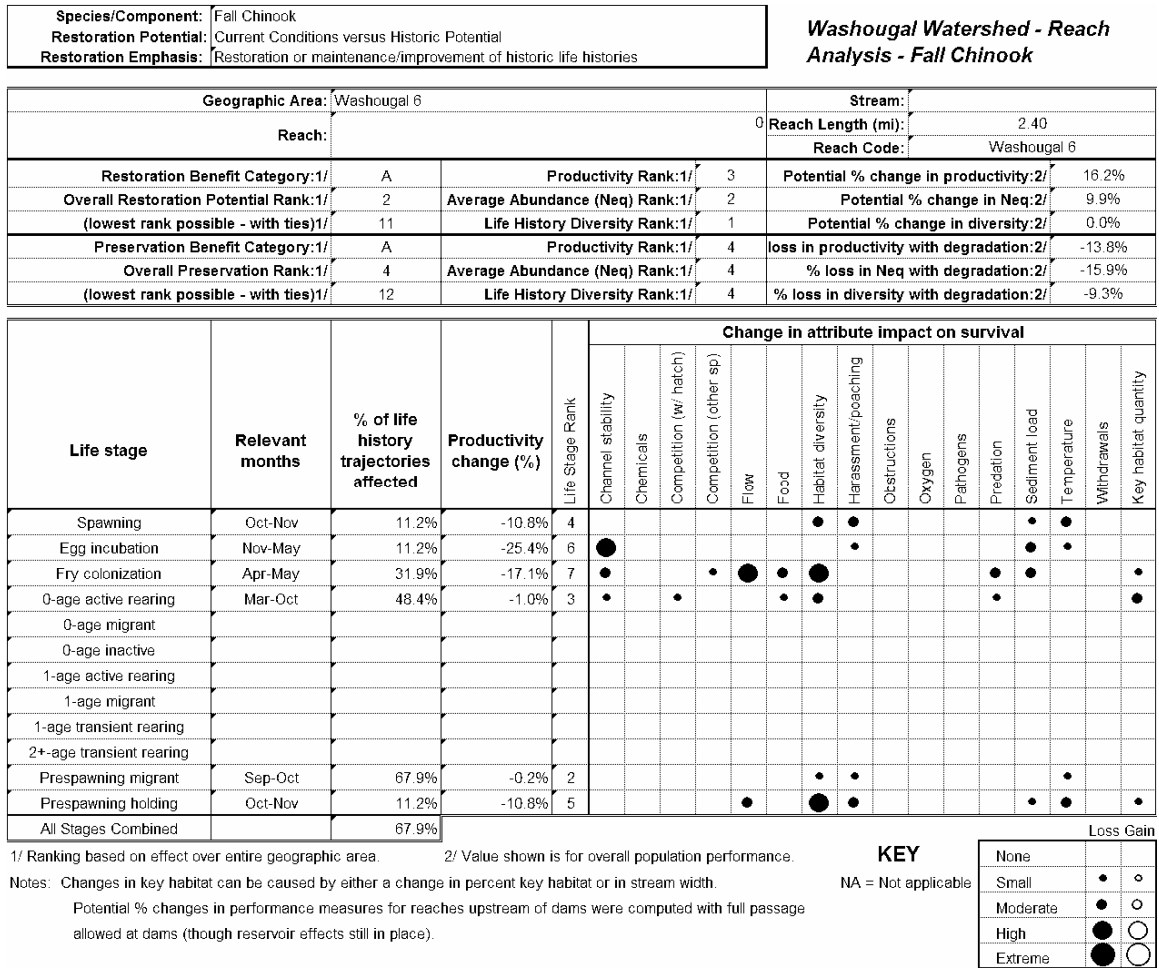 Species/Component: Fall Chinook
Restoration Potential: Current Conditions versus Historic Potential
Restoration Emphasis: Restoration or maintenance/improvement of historic life histories
Washougal Watershed - Reach
Analysis - Fall Chinook
Geographic Area: Washougal 6 Stream:
Reach: 0 Reach Length (mi): 2.40
Reach Code: Washougal 6
Restoration Benefit Category:1/ A Productivity Rank:1/ 3 Potential % change in productivity:2/ 16.2%
Overall Restoration Potential Rank:1/ 2 Average Abundance (Neq) Rank:1/ 2 Potential % change in Neq:2/ 9.9%
(lowest rank possible - with ties)1/ 11 Life History Diversity Rank:1/ 1 Potential % change in diversity:2/ 0.0%
Preservation Benefit Category:1/ A Productivity Rank:1/ 4 loss in productivity with degradation:2/ -13.8%
Overall Preservation Rank:1/ 4 Average Abundance (Neq) Rank:1/ 4 % loss in Neq with degradation:2/ -15.9%
(lowest rank possible - with ties)1/ 12 Life History Diversity Rank:1/ 4 % loss in diversity with degradation:2/ -9.3%
Change in attribute impact on survival
Life stage
Relevant
months
% of life
history
trajectories
affected
Productivity
change (%)
Life Stage Rank
Channel stability
Chemicals
Competition (w/ hatch)
Competition (other sp)
Flow
Food
Habitat diversity
Harassment/poaching
Obstructions
Oxygen
Pathogens
Predation
Sediment load
Temperature
Withdrawals
Key habitat quantity
Spawning Oct-Nov 11.2% -10.8% 4
Egg incubation Nov-May 11.2% -25.4% 6
Fry colonization Apr-May 31.9% -17.1% 7
0-age active rearing Mar-Oct 48.4% -1.0% 3
0-age migrant
0-age inactive
1-age active rearing
1-age migrant
1-age transient rearing
2+-age transient rearing
Prespawning migrant Sep-Oct 67.9% -0.2% 2
Prespawning holding Oct-Nov 11.2% -10.8% 5
All Stages Combined 67.9%
Loss Gain
1/ Ranking based on effect over entire geographic area. 2/ Value shown is for overall population performance. KEY None
Notes: Changes in key habitat can be caused by either a change in percent key habitat or in stream width. NA = Not applicable Small
Potential % changes in performance measures for reaches upstream of dams were computed with full passage Moderate
allowed at dams (though reservoir effects still in place). High
Extreme